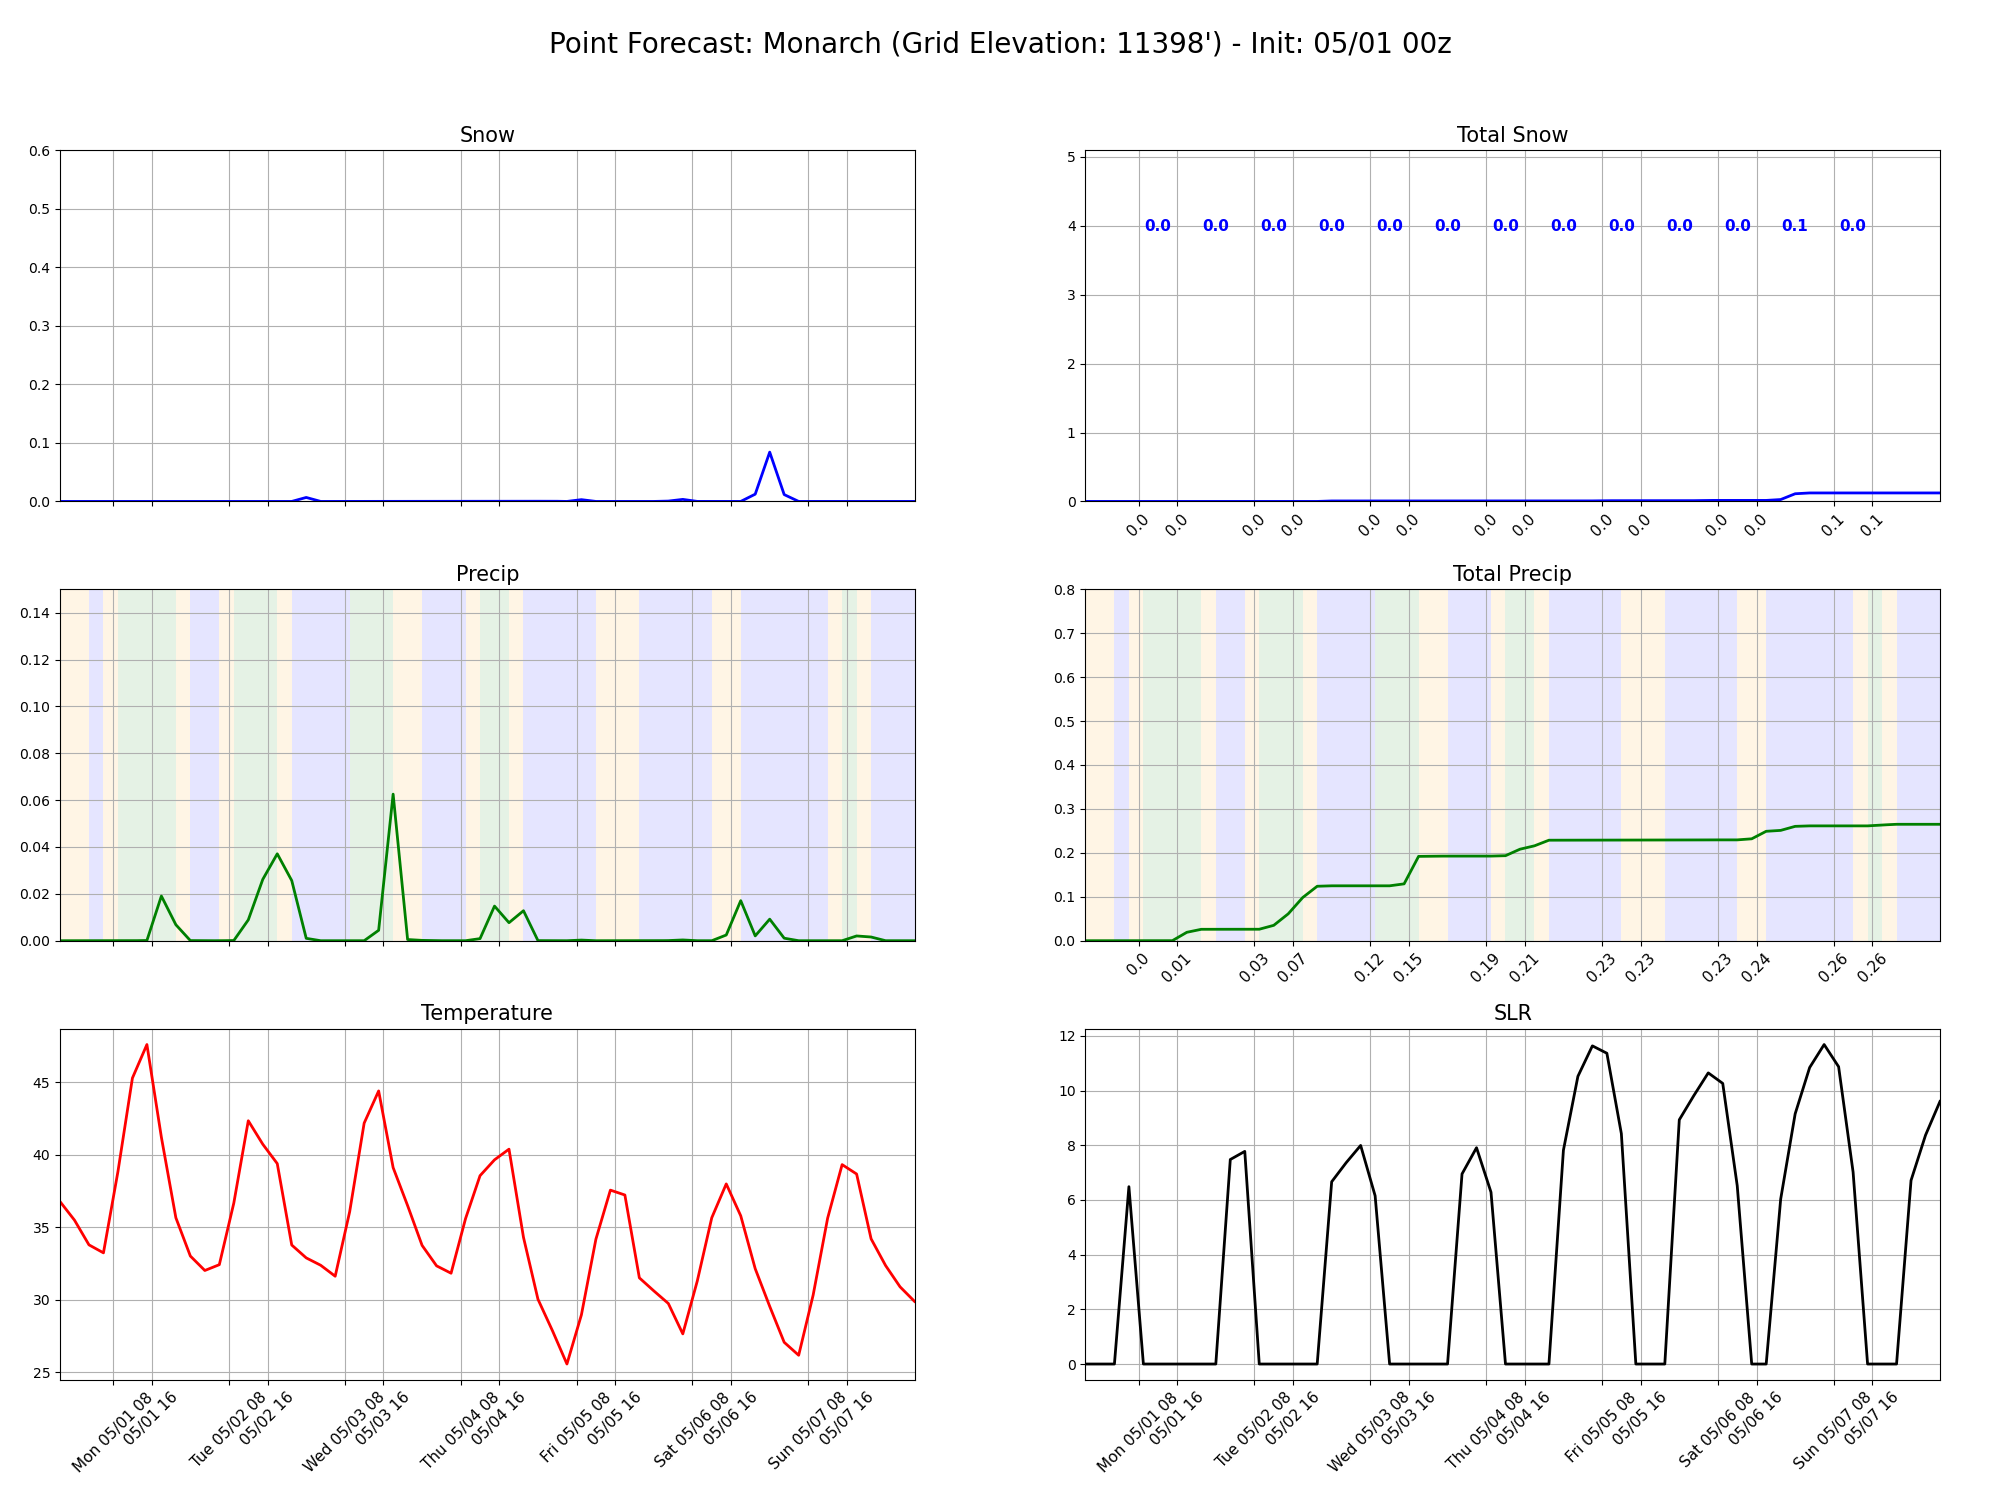 Point Forecast: Monarch (Grid Elevation: 11398') - Init: 05/01 00z
Snow
0.6
0.5
0.4
0.3
0.2
0.1
0.0
Total Snow
5
4
3
2
1
0
0.0 0.0 0.0 0.0 0.0 0.0 0.0 0.0 0.0 0.0 0.0 0.1 0.0
0.0 0.0 0.0 0.0 0.0 0.0 0.0 0.0 0.0 0.0 0.0 0.0 0.1 0.1
Precip
0.14
0.12
0.10
0.08
0.06
0.04
0.02
0.00
Total Precip
0.8
0.7
0.6
0.5
0.4
0.3
0.2
0.1
0.0
0.0 0.01 0.03 0.07 0.12 0.15 0.19 0.21 0.23 0.23 0.23 0.24 0.26 0.26
Temperature
45
40
35
30
25
Mon 05/01 08
05/01 16
Tue 05/02 08
05/02 16
Wed 05/03 08
05/03 16
Thu 05/04 08
05/04 16
Fri 05/05 08
05/05 16
Sat 05/06 08
05/06 16
Sun 05/07 08
05/07 16
SLR
12
10
8
6
4
2
0
Mon 05/01 08
05/01 16
Tue 05/02 08
05/02 16
Wed 05/03 08
05/03 16
Thu 05/04 08
05/04 16
Fri 05/05 08
05/05 16
Sat 05/06 08
05/06 16
Sun 05/07 08
05/07 16